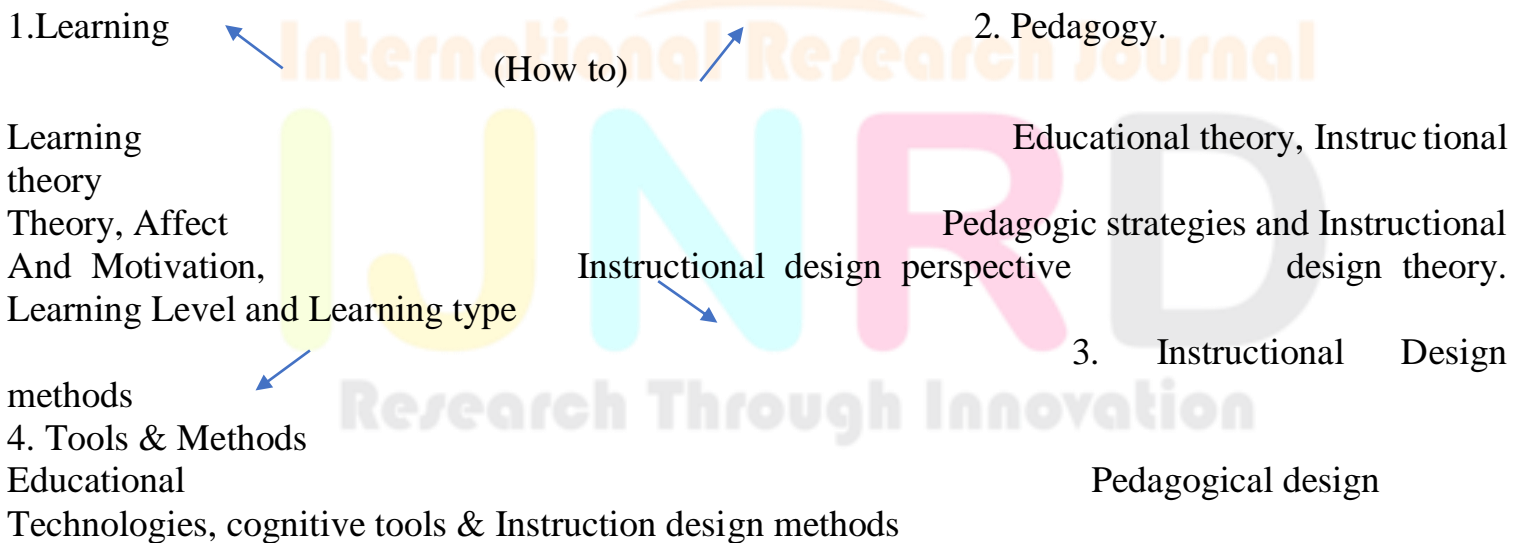 International Research Journal
1.Learning 2. Pedagogy.
(How to)
IJNRD
Learning Educational theory, Instructional
theory
Theory, Affect Pedagogic strategies and Instructional
And Motivation, Instructional design perspective design theory.
Learning Level and Learning type
3. Instructional Design
methods
Research Through Innovation
4. Tools & Methods
Educational Pedagogical design
Technologies, cognitive tools & Instruction design methods